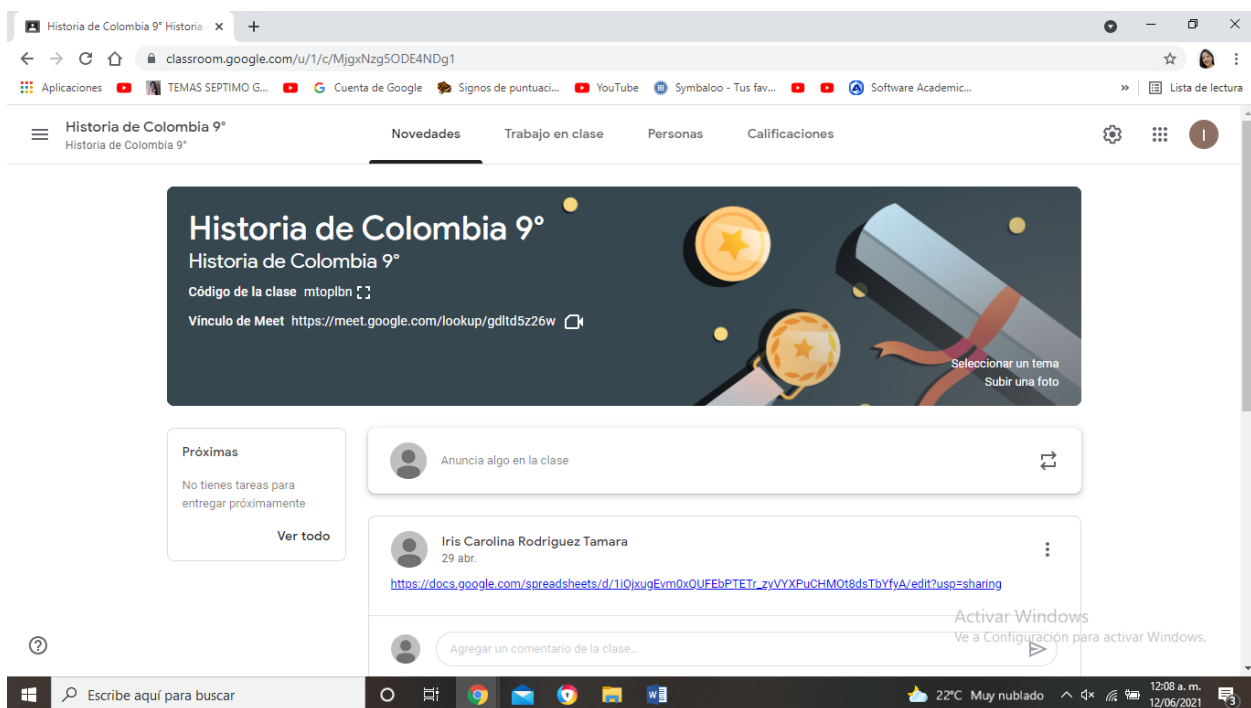 Historia de Colombia 9° Historia
classroom.google.com/u/1/c/MjgxNzg5ODE4NDg1
Aplicaciones TEMAS SEPTIMO G... Cuenta de Google Signos de puntuaci... YouTube Symbaloo - Tus fav... Software Academic... » Lista de lectura
Historia de Colombia 9°
Historia de Colombia 9°
Novedades Trabajo en clase Personas Calificaciones
I
Historia de Colombia 9°
Historia de Colombia 9°
Código de la clase mtoplbn
Vínculo de Meet https://meet.google.com/lookup/gdltd5z26w
Seleccionar un tema
Subir una foto
Próximas
No tienes tareas para
entregar próximamente
Ver todo
Anuncia algo en la clase
Iris Carolina Rodriguez Tamara
29 abr.
https://docs.google.com/spreadsheets/d/1iOjxugEvm0xQUFEbPTETr_zyVYXPuCHMOt8dsTbYfyA/edit?usp=sharing
Agregar un comentario de la clase...
Activar Windows
Ve a Configuración para activar Windows.
Escribe aquí para buscar
22°C Muy nublado
12:08 a. m.
12/06/2021
3